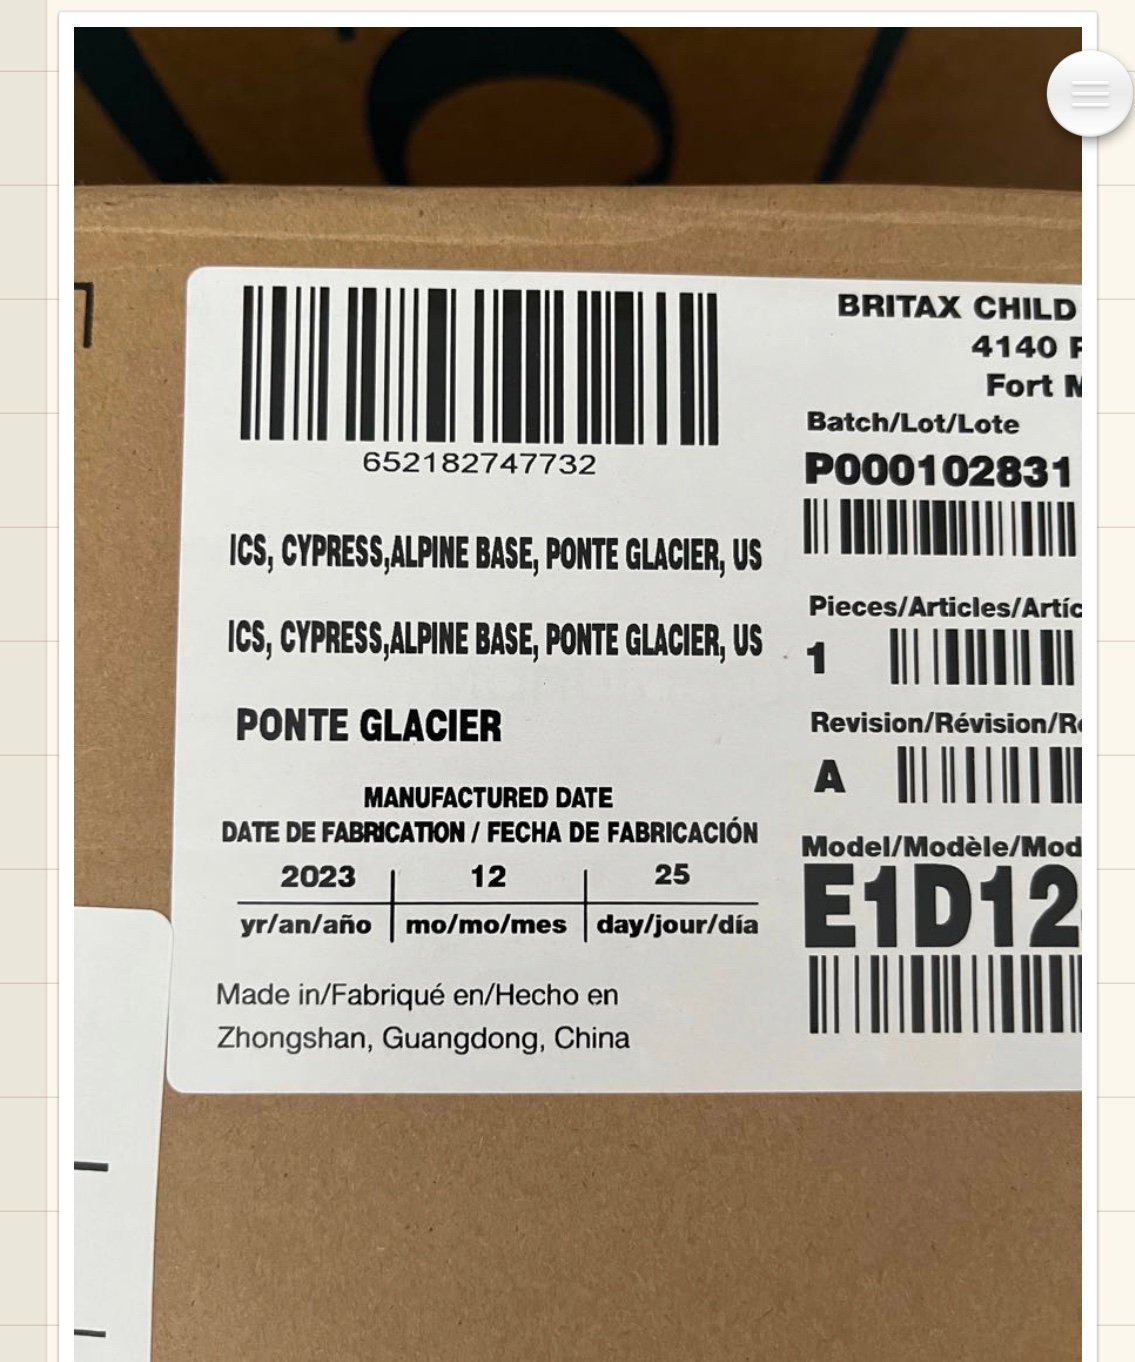 652182747732
ICS, CYPRESS,ALPINE BASE, PONTE GLACIER, US
ICS, CYPRESS,ALPINE BASE, PONTE GLACIER, US
PONTE GLACIER
MANUFACTURED DATE
DATE DE FABRICATION / FECHA DE FABRICACIÓN
2023 12 25
yr/an/año mo/mo/mes day/jour/día
Made in/Fabriqué en/Hecho en
Zhongshan, Guangdong, China
BRITAX CHILD
4140
Fort
Batch/Lot/Lote
P000102831
Pieces/Articles/Artíc
1
Revision/Révision/R
A
Model/Modèle/Mod
E1D12